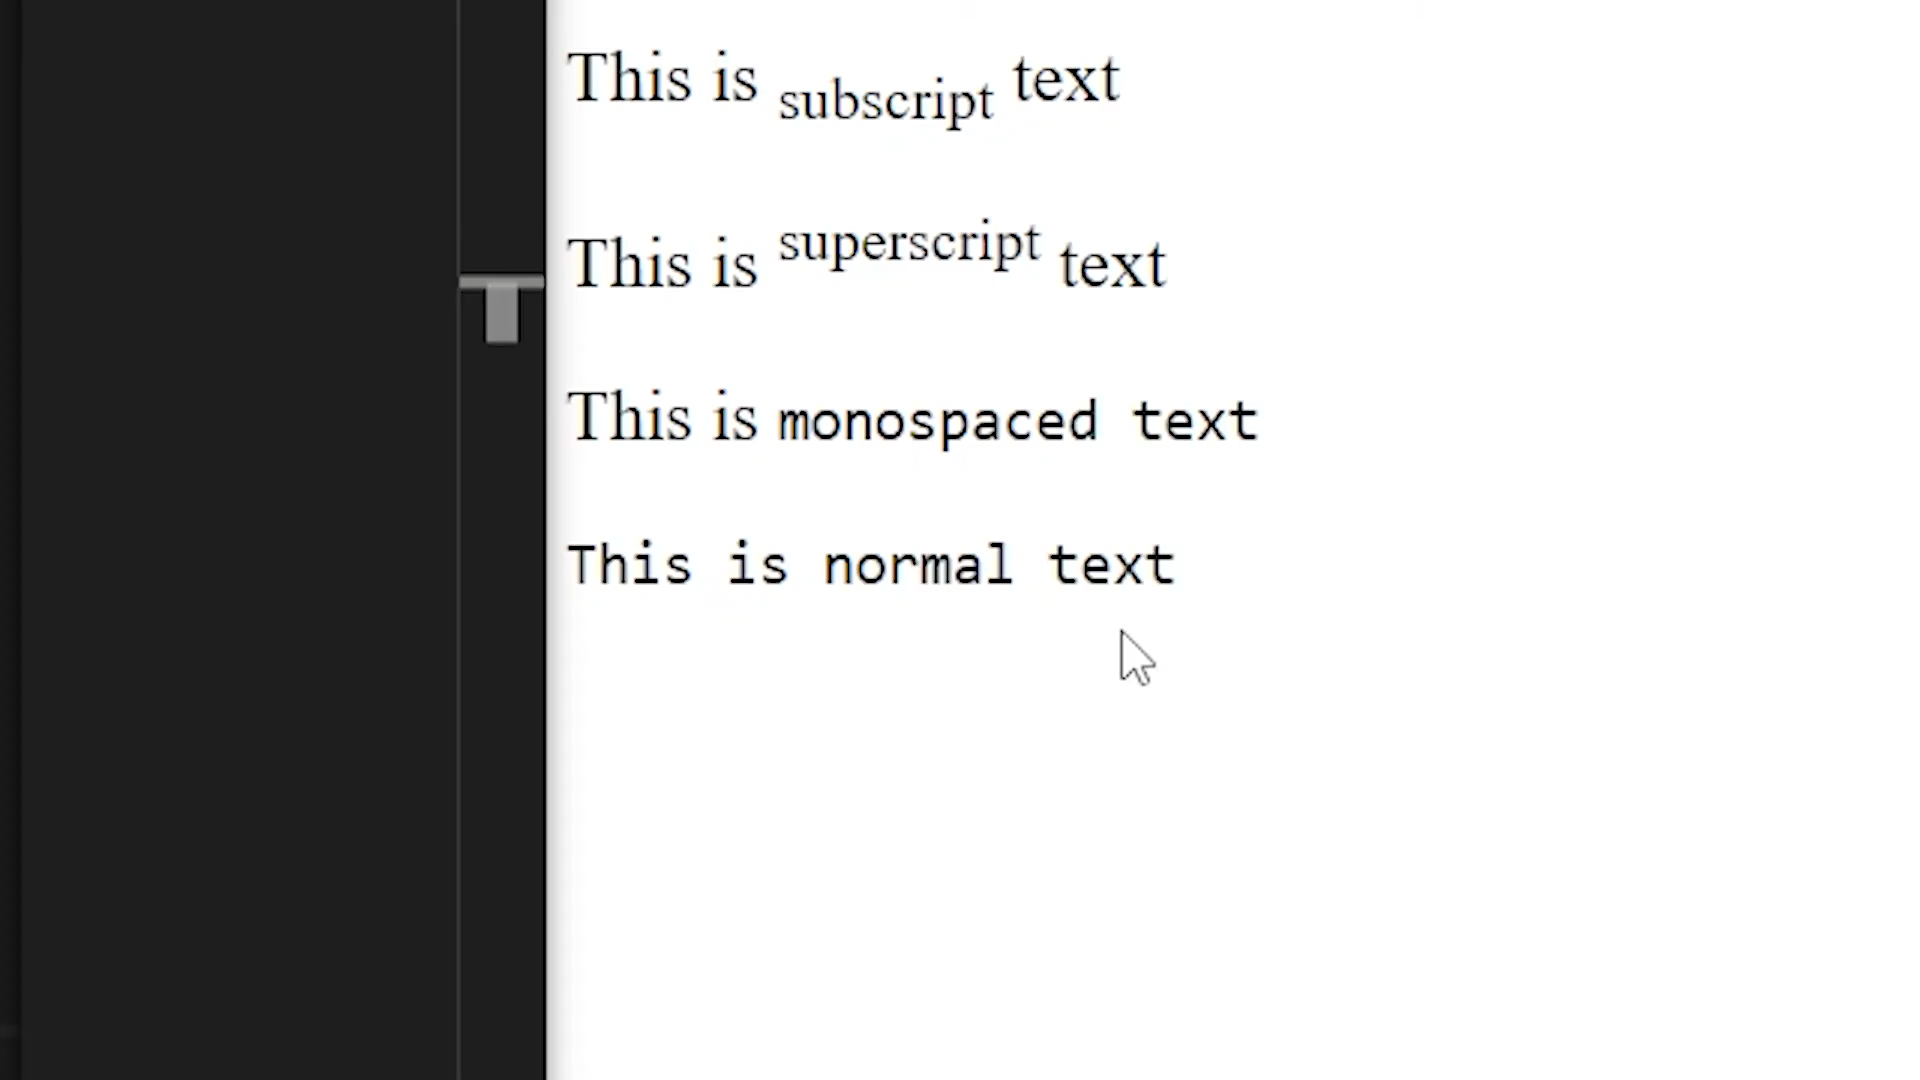 This is subscript text
This is superscript text
This is monospaced text
This is normal text